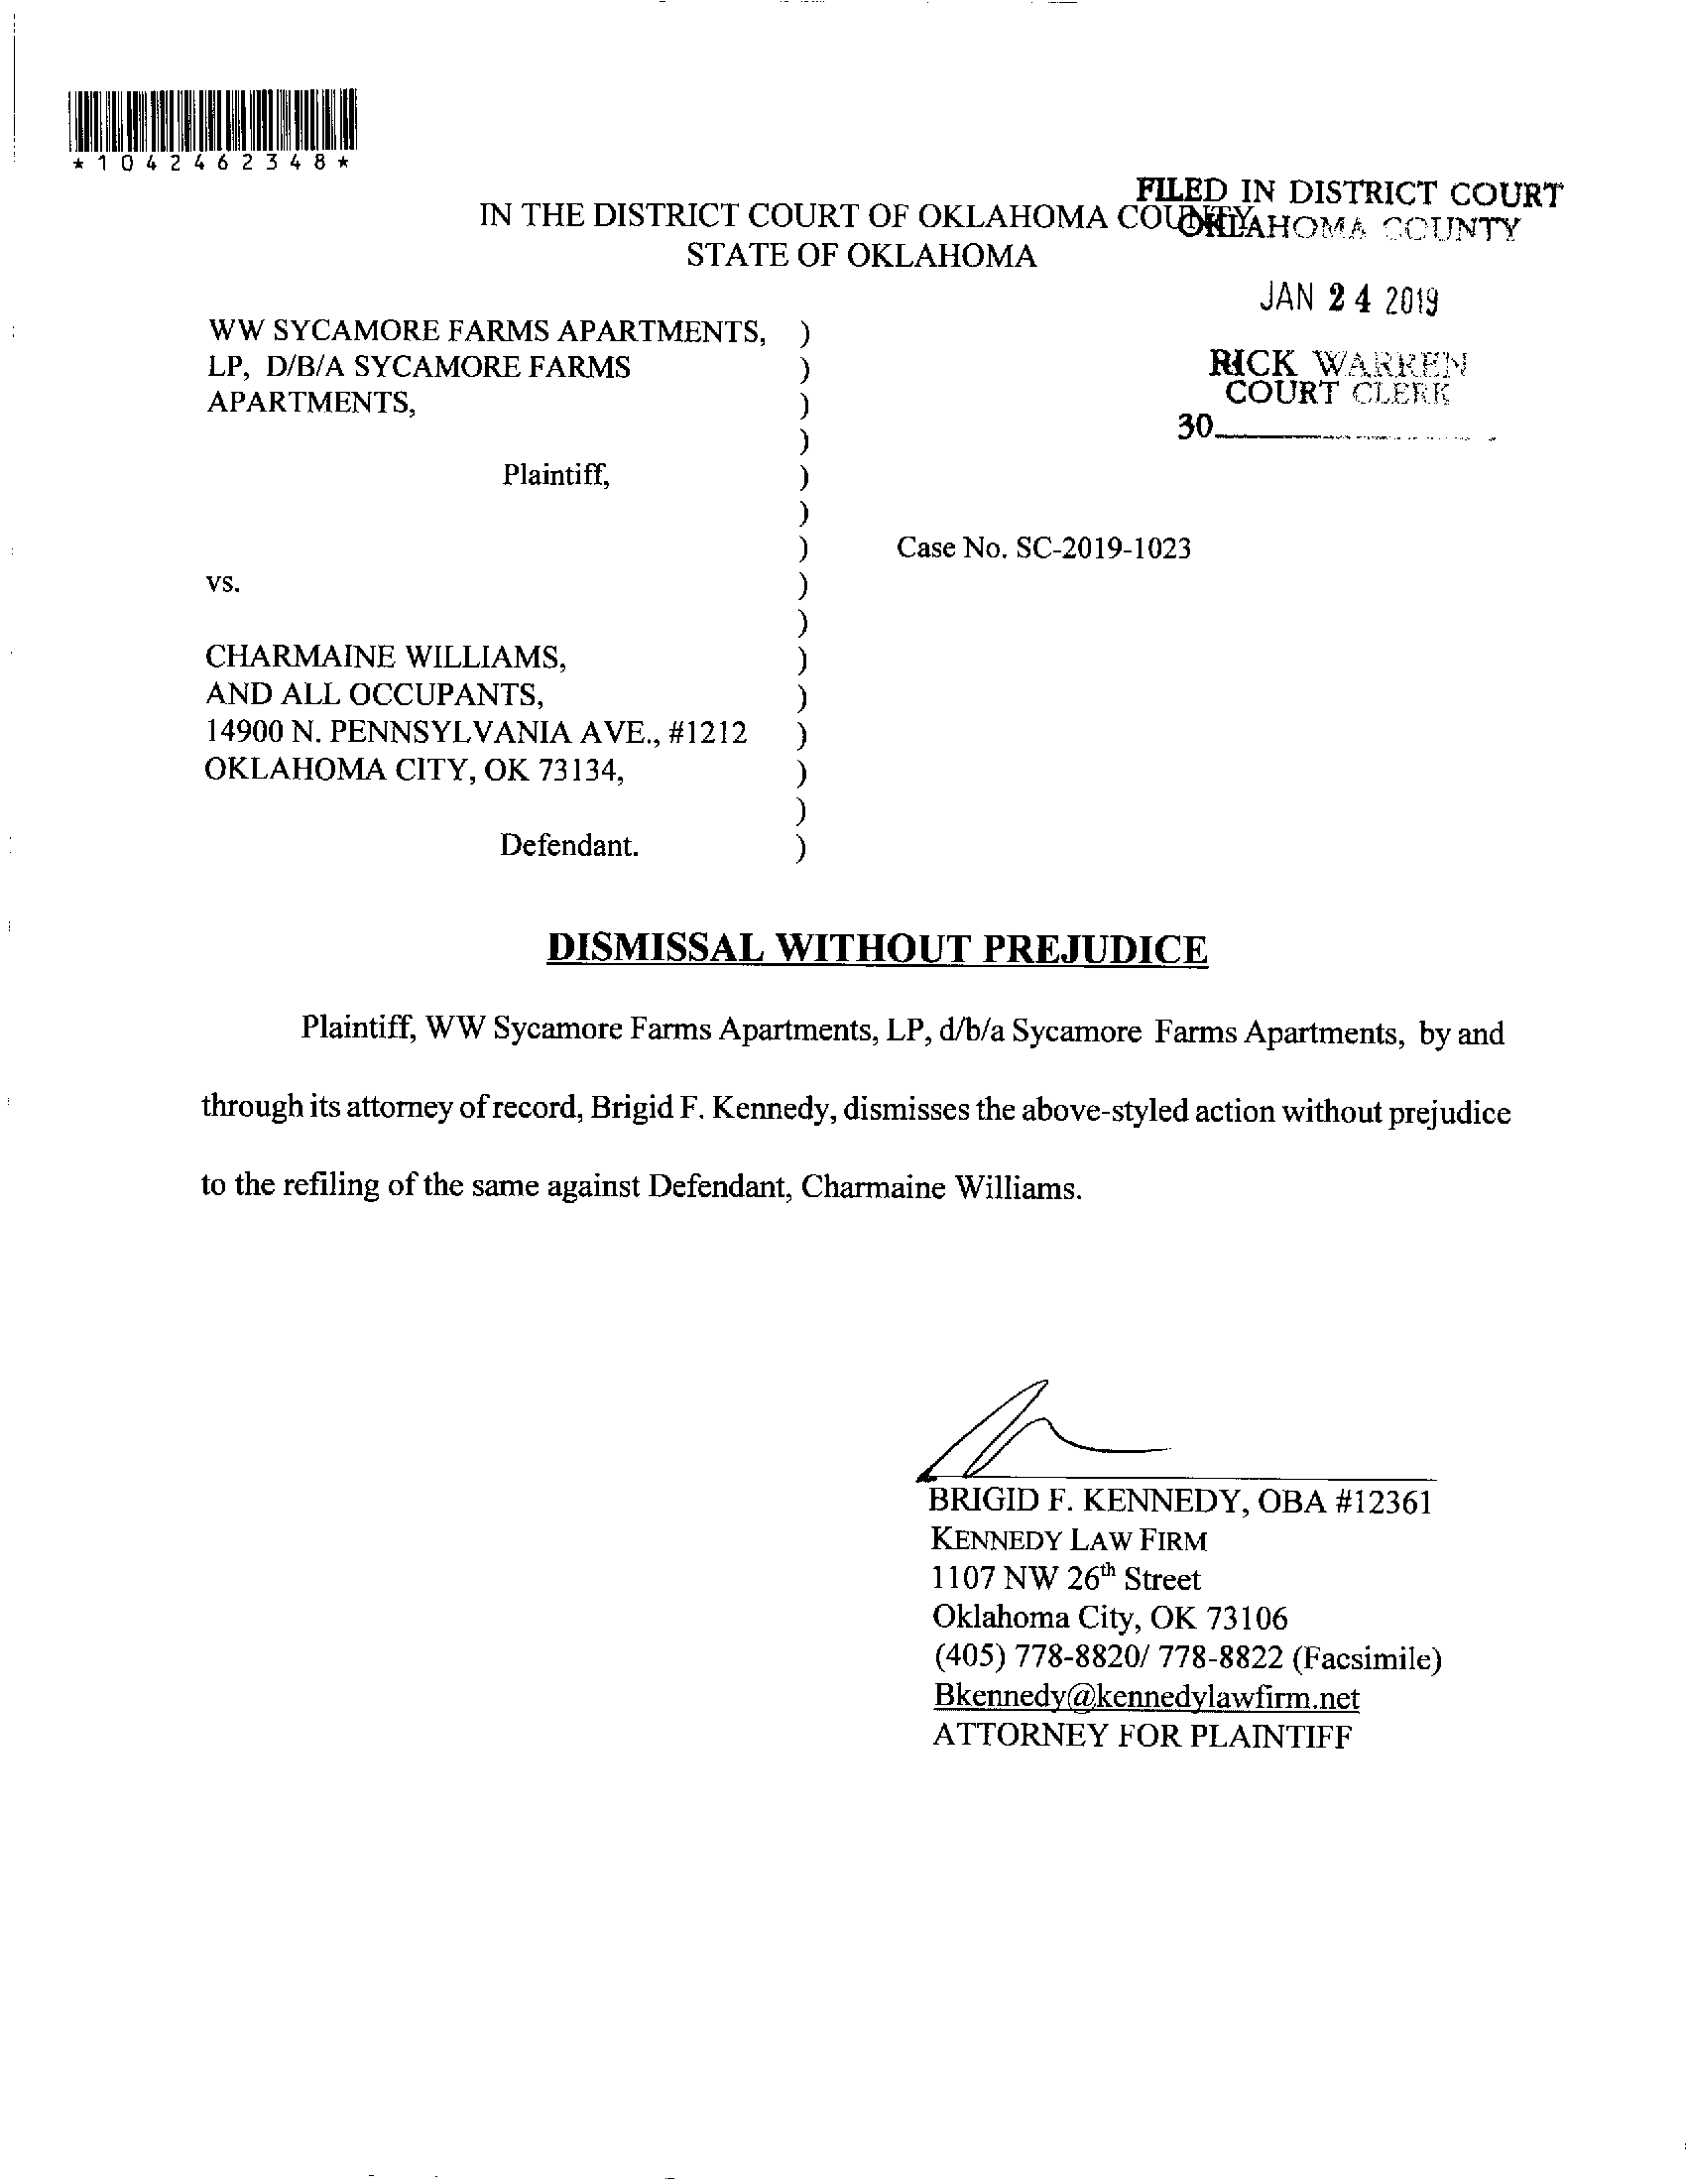 *1042462348*
FILED IN DISTRICT COURT
OKLAHOMA COUNTY
IN THE DISTRICT COURT OF OKLAHOMA COUNTY
STATE OF OKLAHOMA
JAN 24 2019
RICK WARREN
COURT CLERK
30
WW SYCAMORE FARMS APARTMENTS, )
LP, D/B/A SYCAMORE FARMS )
APARTMENTS, )
)
Plaintiff, )
)
) Case No. SC-2019-1023
vs. )
)
CHARMAINE WILLIAMS, )
AND ALL OCCUPANTS, )
14900 N. PENNSYLVANIA AVE., #1212 )
OKLAHOMA CITY, OK 73134, )
)
Defendant. )
DISMISSAL WITHOUT PREJUDICE
Plaintiff, WW Sycamore Farms Apartments, LP, d/b/a Sycamore Farms Apartments, by and
through its attorney of record, Brigid F. Kennedy, dismisses the above-styled action without prejudice
to the refiling of the same against Defendant, Charmaine Williams.
BRIGID F. KENNEDY, OBA #12361
KENNEDY LAW FIRM
1107 NW 26th Street
Oklahoma City, OK 73106
(405) 778-8820/ 778-8822 (Facsimile)
Bkennedy@kennedylawfirm.net
ATTORNEY FOR PLAINTIFF